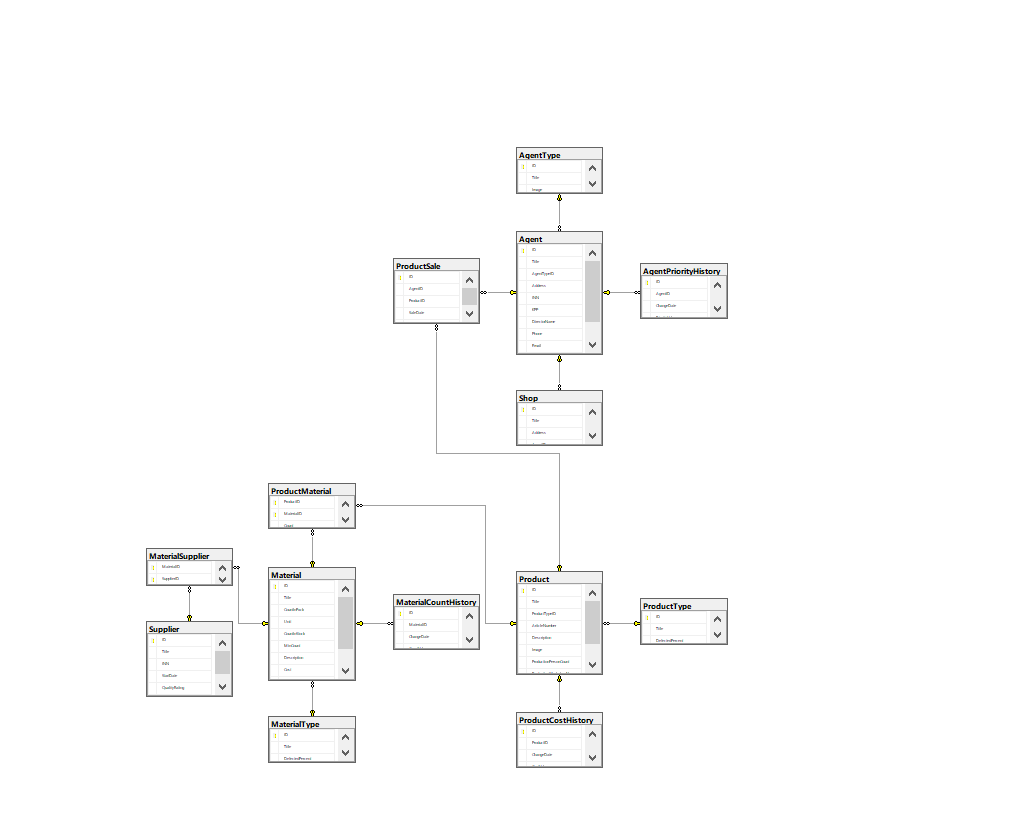 AgentType
ID
Title
Image
Agent
ID
Title
AgentTypeID
Address
INN
KPP
DirectorName
Phone
Email
ProductSale
ID
AgentID
ProductID
SaleDate
AgentPriorityHistory
ID
AgentID
ChangeDate
Shop
ID
Title
Address
ProductMaterial
ProductID
MaterialID
Count
MaterialSupplier
MaterialID
SupplierID
Supplier
ID
Title
INN
StartDate
QualityRating
Material
ID
Title
CountInPack
Unit
CountInStock
MinCount
Description
Cost
MaterialCountHistory
ID
MaterialID
ChangeDate
MaterialType
ID
Title
DefectedPercent
Product
ID
Title
ProductTypeID
ArticleNumber
Description
Image
ProductionPersonCount
ProductType
ID
Title
DefectedPercent
ProductCostHistory
ID
ProductID
ChangeDate